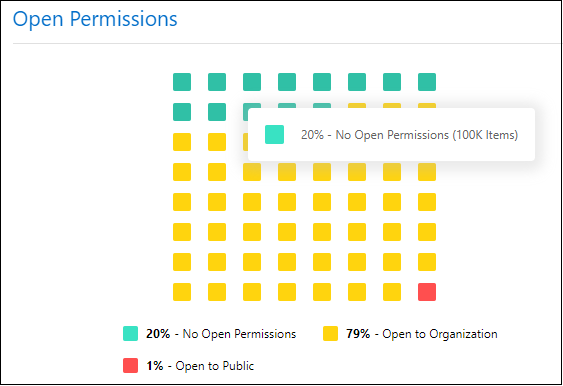 Open Permissions
20% - No Open Permissions (100K Items)
20% - No Open Permissions
79% - Open to Organization
1% - Open to Public